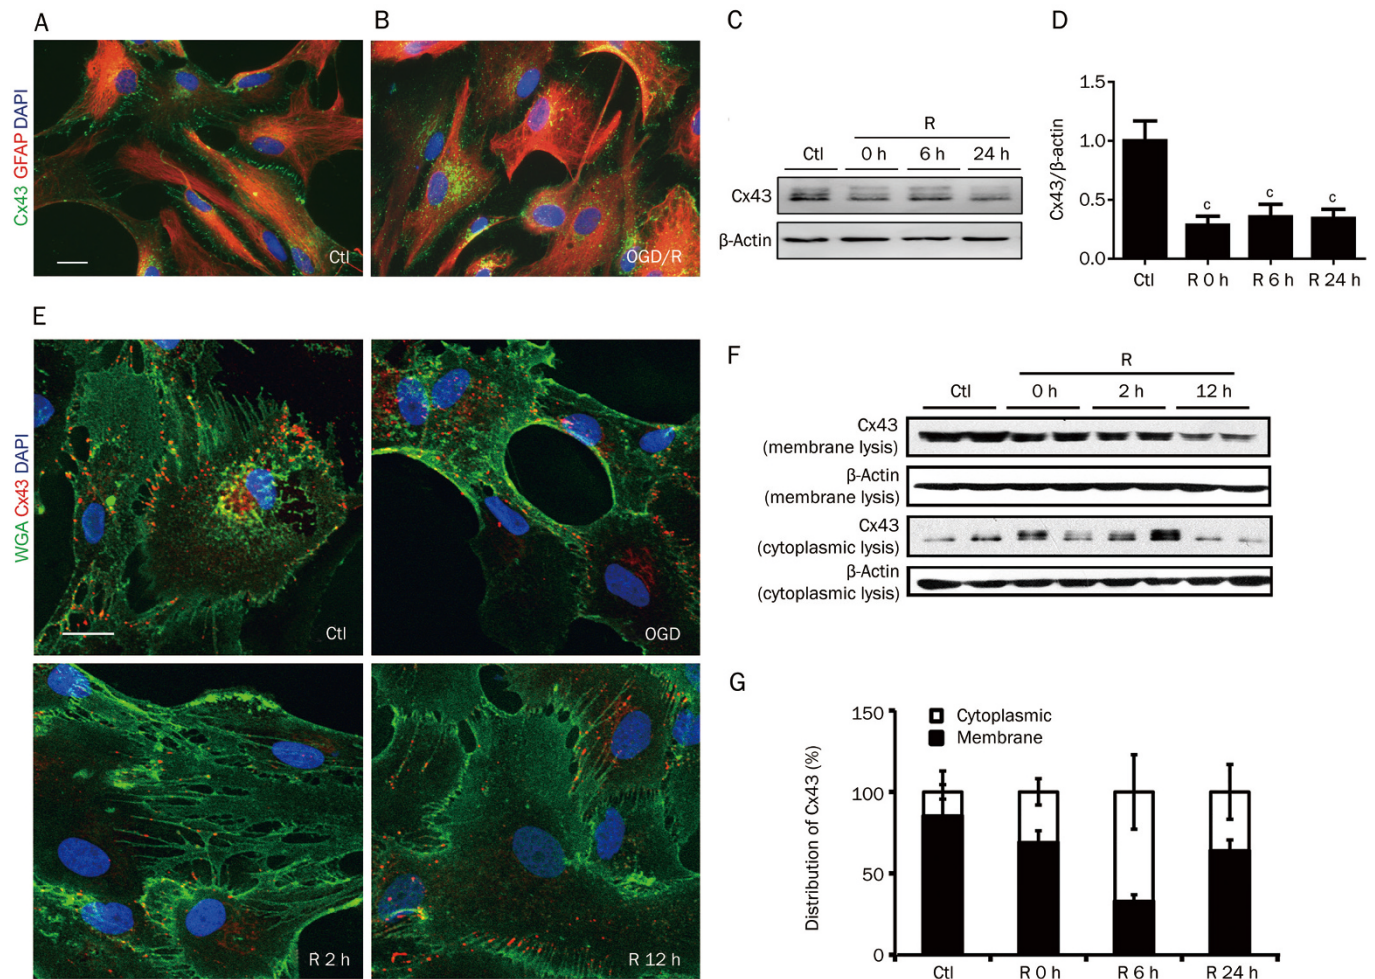 A
B
C
D
Cx43 GFAP DAPI
Ctl
OGD/R
R
Ctl 0 h 6 h 24 h
Cx43
β-Actin
Cx43/β-actin
1.5
1.0
0.5
0.0
c c c
Ctl R 0 h R 6 h R 24 h
E
WGA Cx43 DAPI
Ctl
OGD
R 2 h
R 12 h
F
R
Ctl 0 h 2 h 12 h
Cx43
(membrane lysis)
β-Actin
(membrane lysis)
Cx43
(cytoplasmic lysis)
β-Actin
(cytoplasmic lysis)
G
Distribution of Cx43 (%)
150
100
50
0
Cytoplasmic
Membrane
Ctl R 0 h R 6 h R 24 h